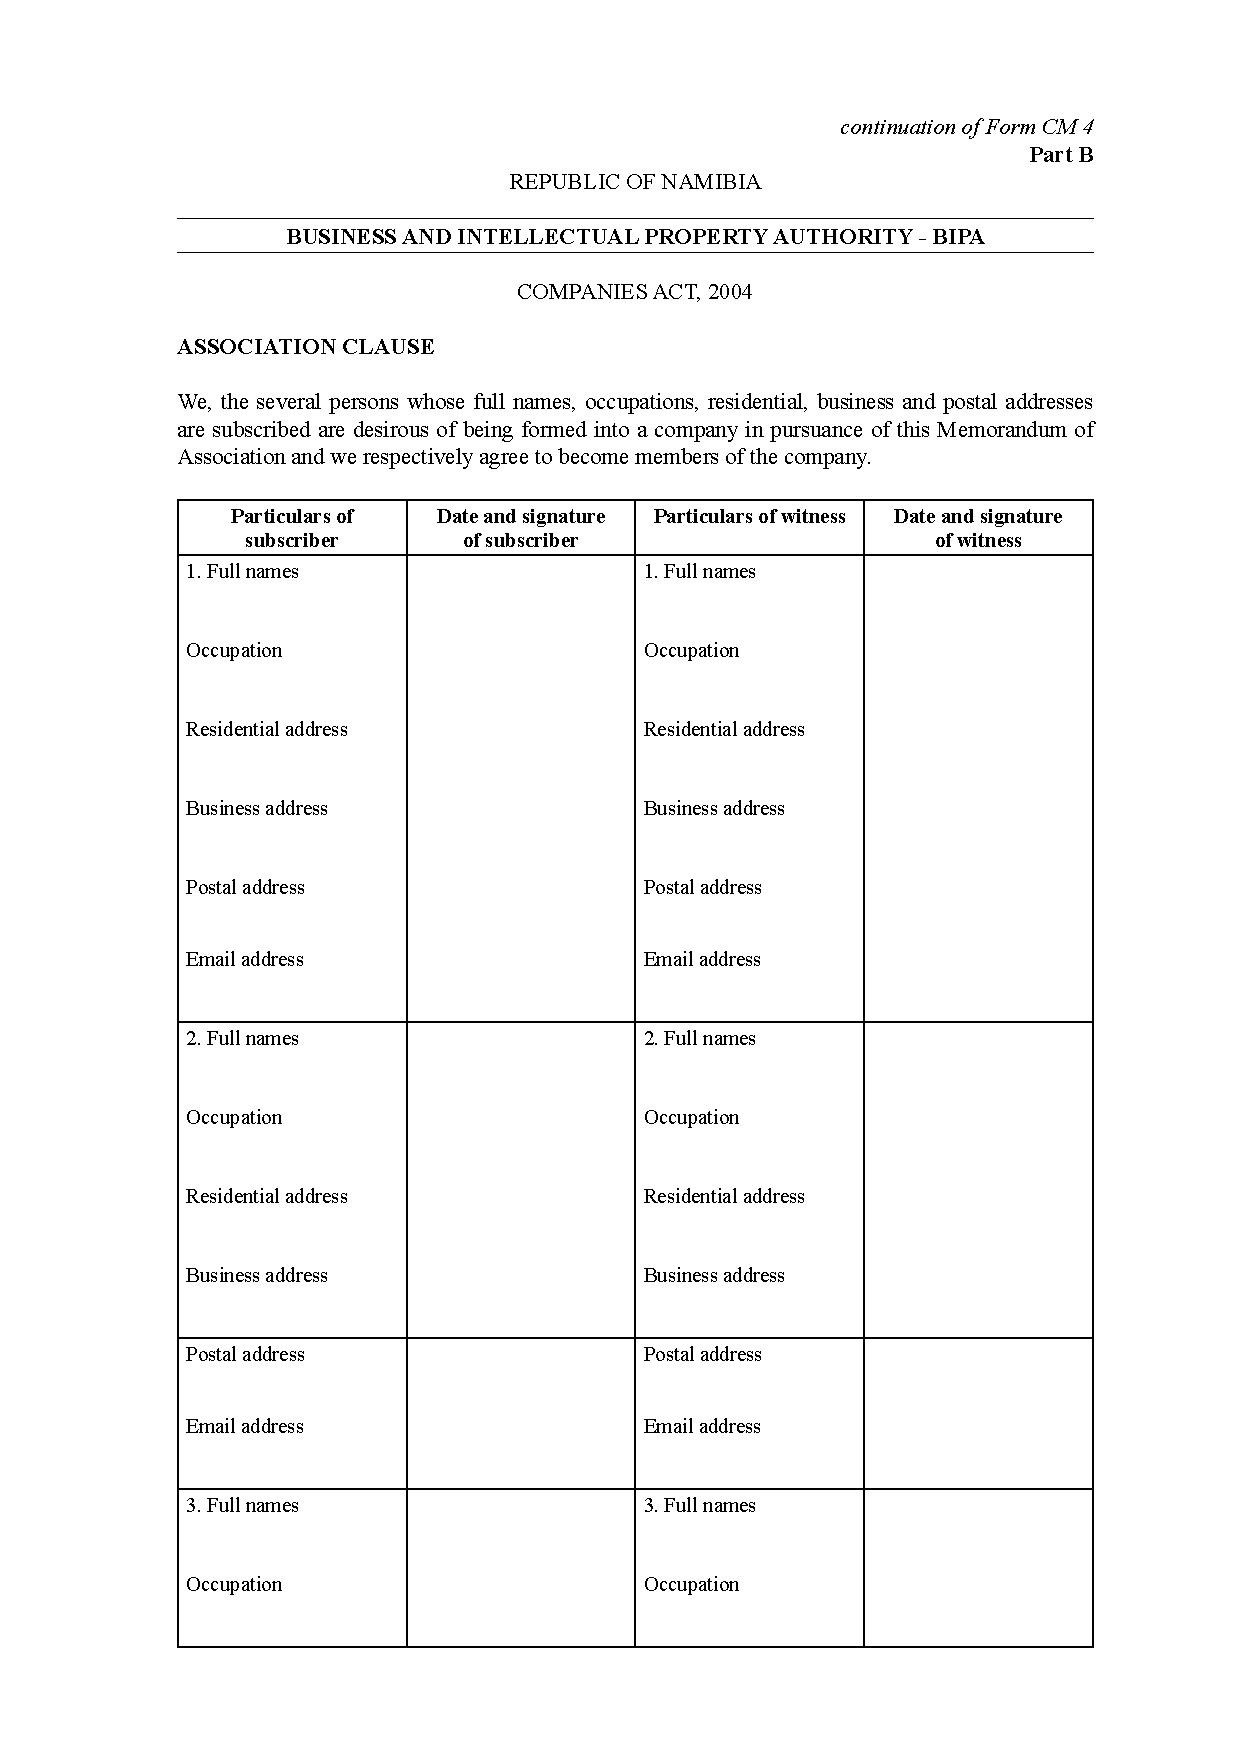 continuation of Form CM 4
Part B
REPUBLIC OF NAMIBIA
BUSINESS AND INTELLECTUAL PROPERTY AUTHORITY - BIPA
COMPANIES ACT, 2004
ASSOCIATION CLAUSE
We, the several persons whose full names, occupations, residential, business and postal addresses
are subscribed are desirous of being formed into a company in pursuance of this Memorandum of
Association and we respectively agree to become members of the company.
Particulars of subscriber Date and signature of subscriber Particulars of witness Date and signature of witness
1. Full names 1. Full names
Occupation Occupation
Residential address Residential address
Business address Business address
Postal address Postal address
Email address Email address
2. Full names 2. Full names
Occupation Occupation
Residential address Residential address
Business address Business address
Postal address Postal address
Email address Email address
3. Full names 3. Full names
Occupation Occupation